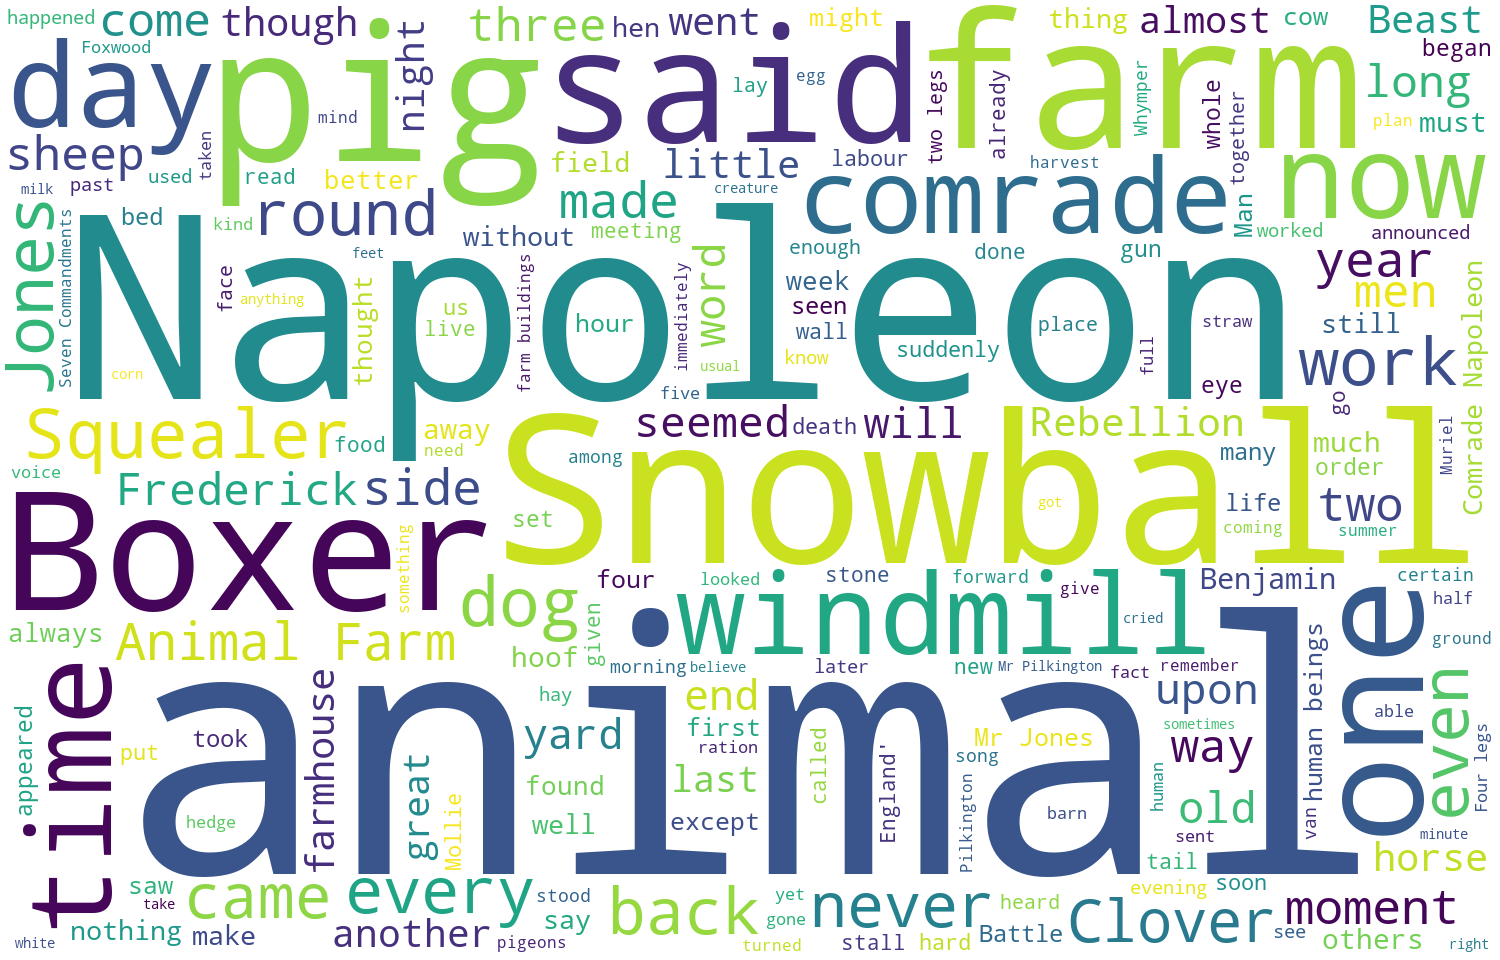 happened
come
though
three
hen
went
might
thing
almost
cow
Beast
Foxwood
day
pig
night
said
lay
egg
farm
two legs
already
Whymper
whole
together
began
long
plan
must
mind
sheep
taken
milk
past
used
read
better
field
little
labour
harvest
creature
comrade
now
Man
Jones
Seven Commandments
bed
kind
round
made
without
meeting
word
enough
done
gun
worked
announced
year
men
Napoleon
face
feet
anything
thought
us
live
farm buildings
hour
immediately
usual
week
seen
wall
know
suddenly
place
full
straw
still
work
eye
go
Comrade Napoleon
corn
five
Squealer
food
away
need
seemed
death
will
Rebellion
many
much
order
Muriel
voice
Frederick
side
among
Snowball
set
got
life
coming
two
summer
Boxer
something
dog
four
looked
stone
forward
give
Benjamin
certain
half
always
Animal Farm
hoof
given
windmill
cried
one
ground
time
morning
believe
later
new
Mr Pilkington
fact
remember
upon
human beings
even
appeared
put
took
farmhouse
hay
yard
end
first
ration
called
England'
Mr Jones
song
sometimes
way
able
Four legs
animal
hedge
great
Mollie
found
well
last
except
Pilkington
barn
human
old
sent
van
minute
tail
horse
saw
take
came
every
stood
say
back
yet
gone
never
heard
evening
soon
Clover
moment
white
nothing
make
another
pigeons
turned
stall
hard
Battle
see
others
right